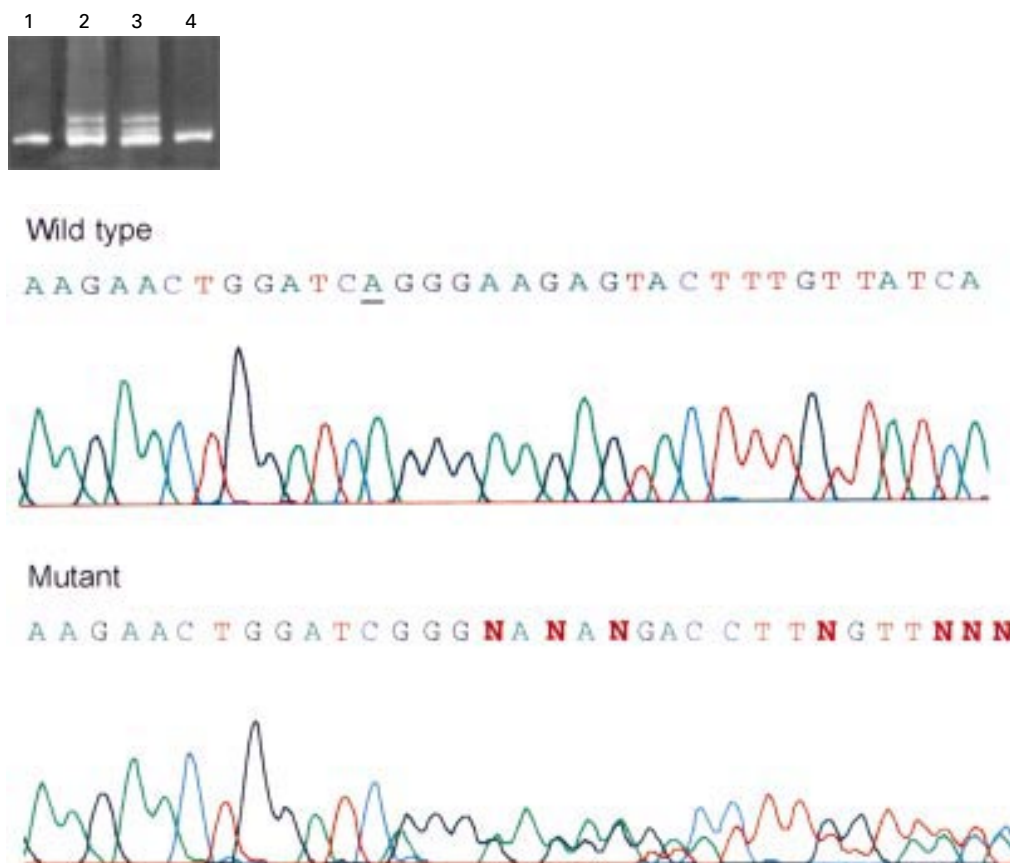 1 2 3 4
Wild type
AAGAACTGGATCAGGGAAGAGTACTTTGTTATCA
Mutant
AAGAACTGGATCGGGNANANGACCTTNGTTNNN